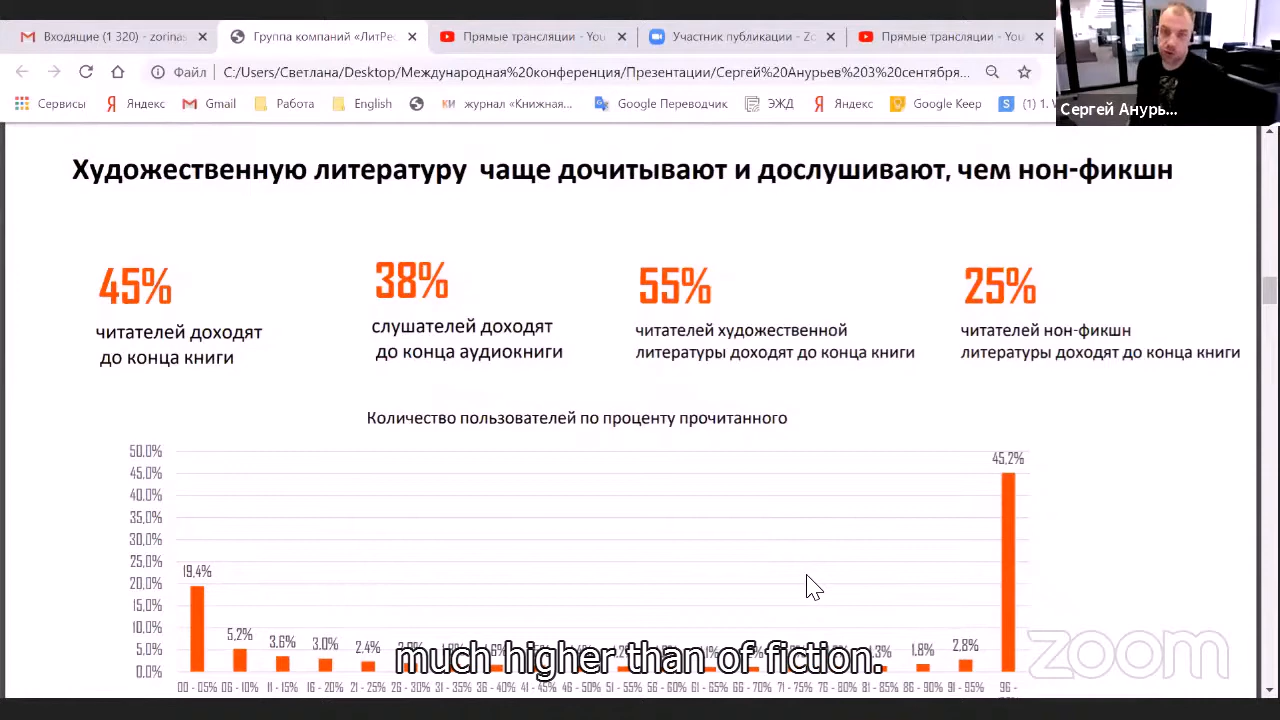 Входящие (1 320) - zorinas
Группа компаний «ЛитРес
Прямые трансляции - You
Участник публикации - Zo
Прямые трансляции - You
Файл
C:/Users/Светлана/Desktop/Международная%20конференция/Презентации/Сергей%20Анурьев%203%20сентября...
Сервисы
Яндекс
Gmail
Работа
English
журнал «Книжная...
Google Переводчик
ЭЖД
Яндекс
Google Keep
(1) 1.
Сергей Анурь...
Художественную литературу чаще дочитывают и дослушивают, чем нон-фикшн
45%
читателей доходят
до конца книги
38%
слушателей доходят
до конца аудиокниги
55%
читателей художественной
литературы доходят до конца книги
25%
читателей нон-фикшн
литературы доходят до конца книги
Количество пользователей по проценту прочитанного
50,0%
45,0%
40,0%
35,0%
30,0%
25,0%
20,0%
15,0%
10,0%
5,0%
0,0%
19,4%
5,2%
3,6%
3,0%
2,4%
1,8%
2,8%
45,2%
00 - 05%
06 - 10%
11 - 15%
16 - 20%
21 - 25%
26 - 30%
31 - 35%
36 - 40%
41 - 45%
46 - 50%
51 - 55%
56 - 60%
61 - 65%
66 - 70%
71 - 75%
76 - 80%
81 - 85%
86 - 90%
91 - 95%
96 -
much higher than of fiction.
zoom